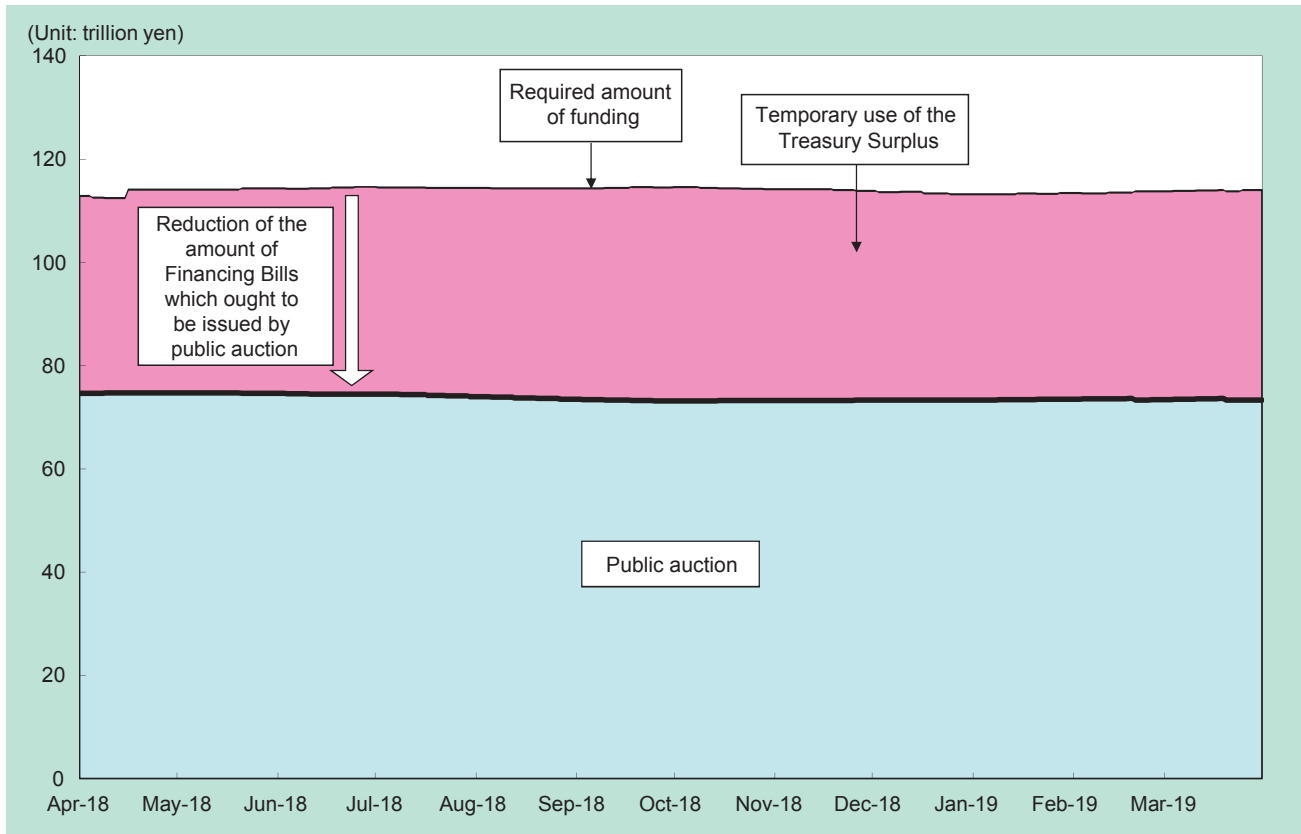 (Unit: trillion yen)
140
120
100
80
60
40
20
0
Required amount
of funding
Temporary use of the
Treasury Surplus
Reduction of the
amount of
Financing Bills
which ought to
be issued by
public auction
Public auction
Apr-18 May-18 Jun-18 Jul-18 Aug-18 Sep-18 Oct-18 Nov-18 Dec-18 Jan-19 Feb-19 Mar-19